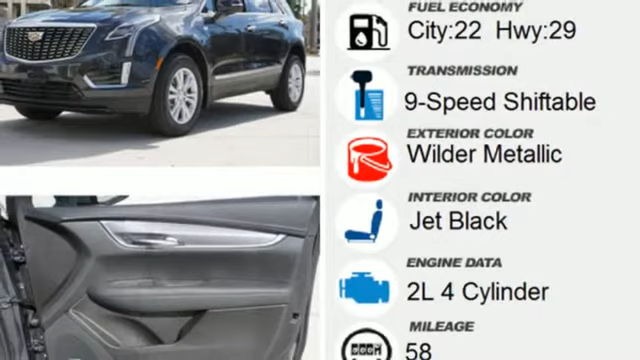 FUEL ECONOMY
City:22 Hwy:29
TRANSMISSION
9-Speed Shiftable
EXTERIOR COLOR
Wilder Metallic
INTERIOR COLOR
Jet Black
ENGINE DATA
2L 4 Cylinder
MILEAGE
58